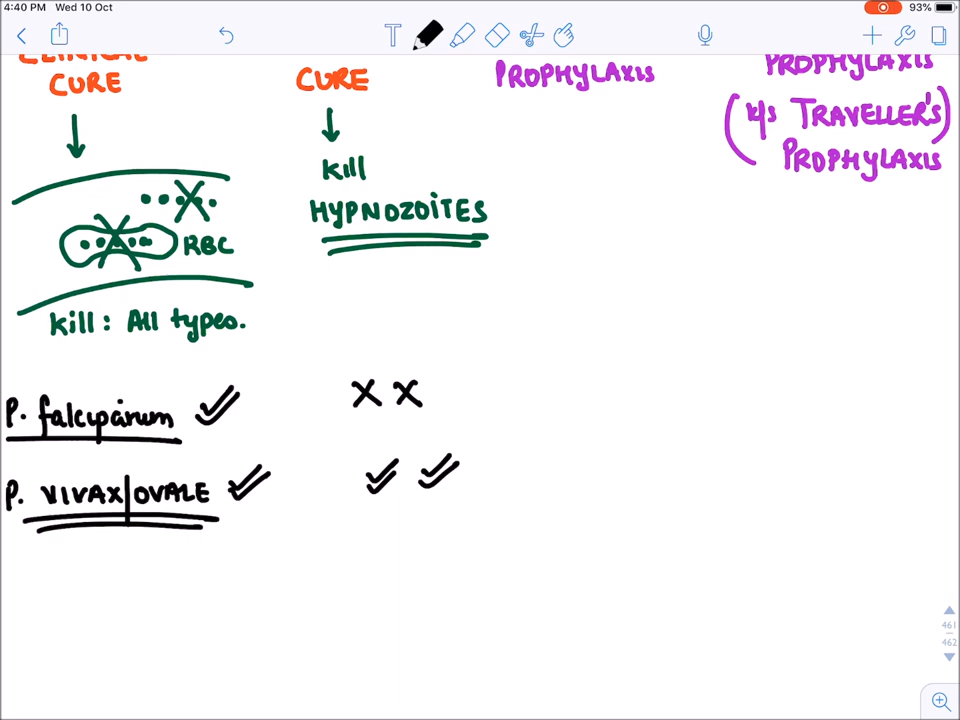 4:40 PM Wed 10 Oct
93%
T
CLINICAL
CURE
CURE
PROPHYLAXIS
PROPHYLAXIS
(k/s TRAVELLER'S
PROPHYLAXIS)
Kill
HYPNOZOITES
RBC
Kill: All types.
P. falciparum
X X
P. VIVAX|OVALE
461
462